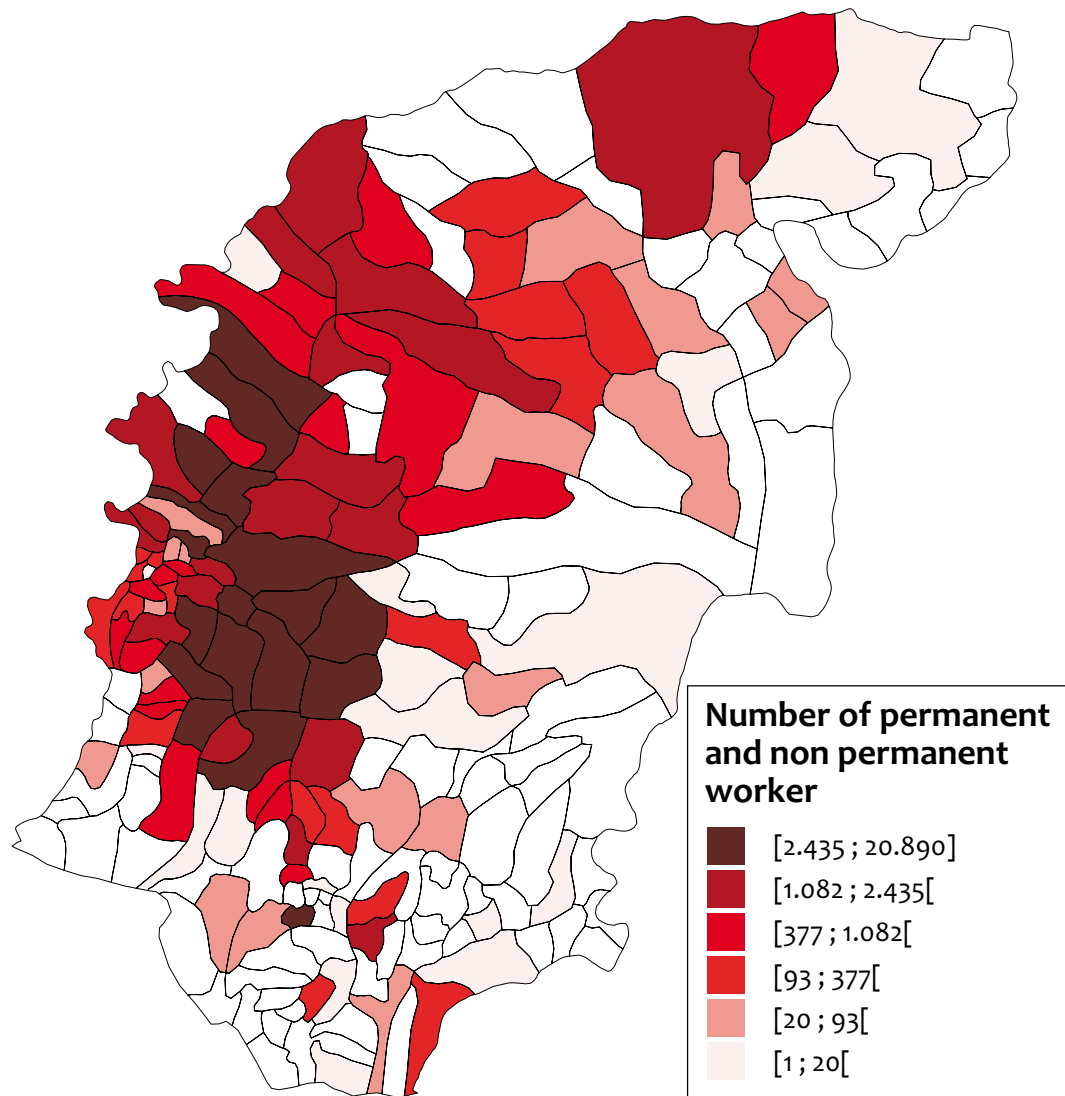 Number of permanent
and non permanent
worker
[2.435 ; 20.890]
[1.082 ; 2.435[
[377 ; 1.082[
[93 ; 377[
[20 ; 93[
[1 ; 20[